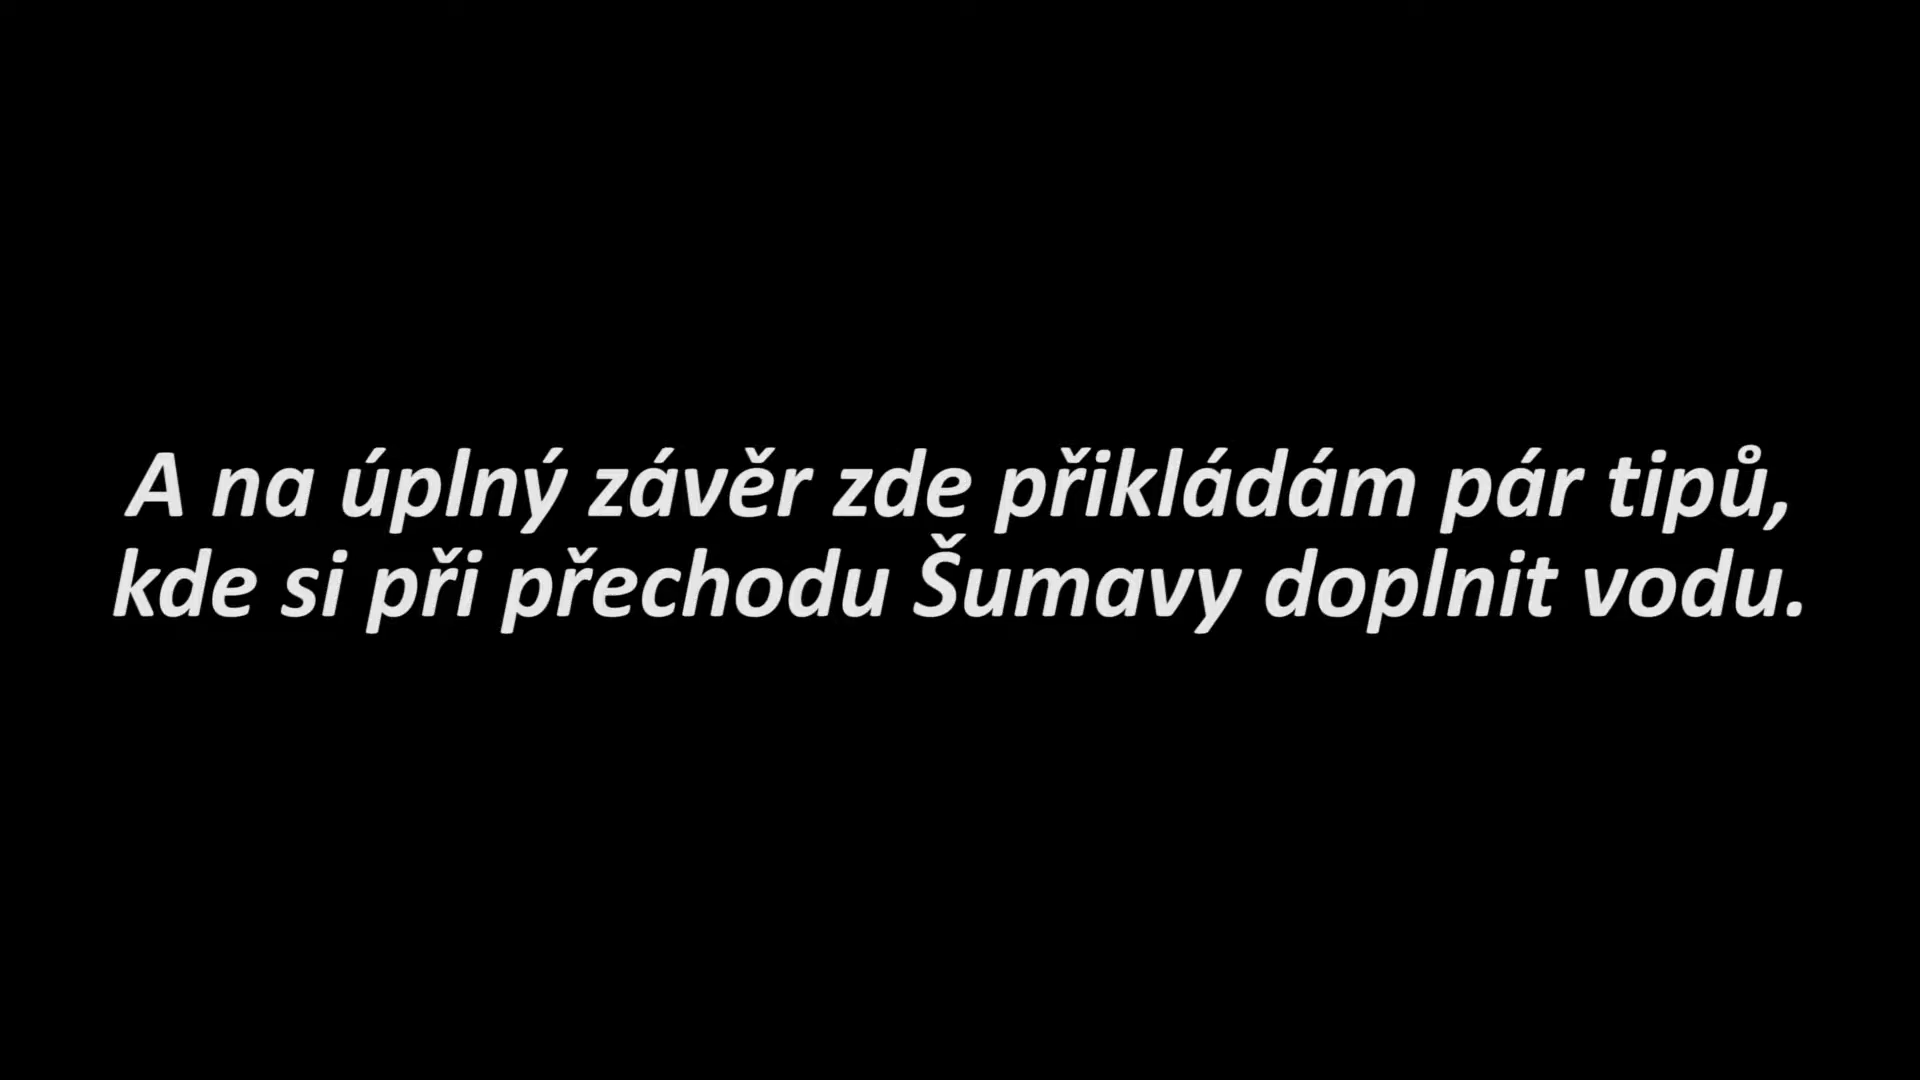 A na úplný závěr zde přikládám pár tipů,
kde si při přechodu Šumavy doplnit vodu.